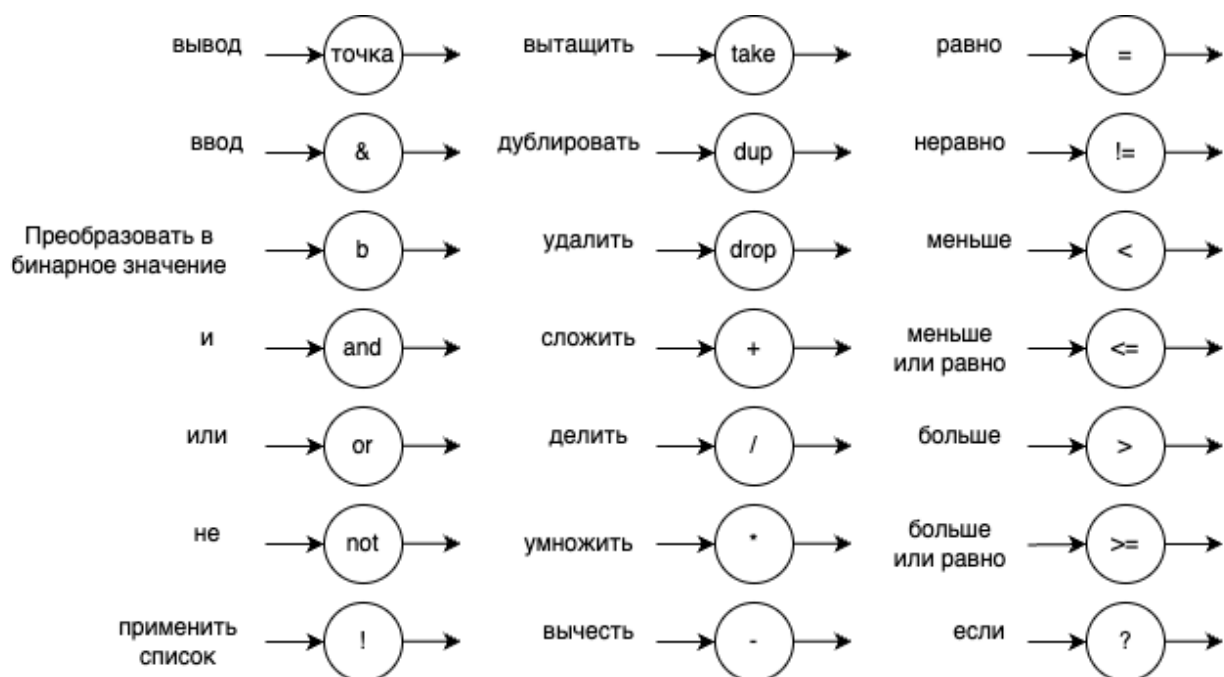 вывод
точка
вытащить
take
равно
=
ввод
&
дублировать
dup
неравно
!=
Преобразовать в
бинарное значение
b
удалить
drop
меньше
<
и
and
сложить
+
меньше
или равно
<=
или
or
делить
/
больше
>
не
not
умножить
*
больше
или равно
>=
применить
список
!
вычесть
-
если
?